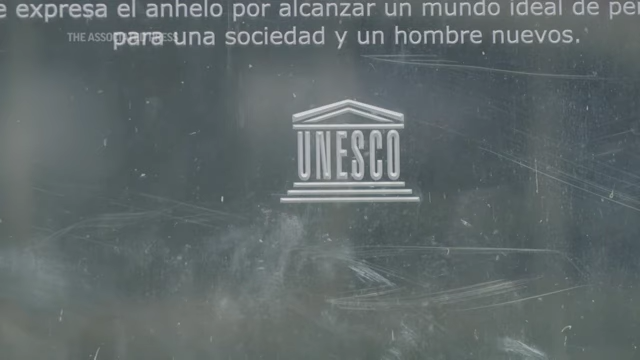 e expresa el anhelo por alcanzar un mundo ideal de per
para una sociedad y un hombre nuevos.
THE ASSOCIATED PRESS
UNESCO